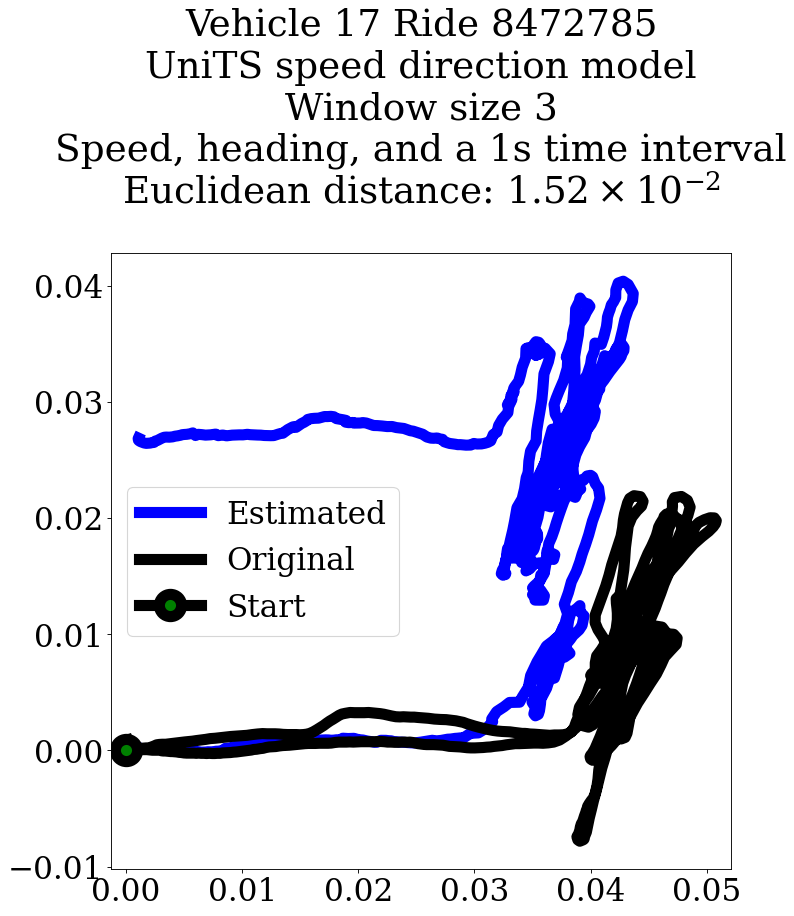 Vehicle 17 Ride 8472785
UniTS speed direction model
Window size 3
Speed, heading, and a 1s time interval
Euclidean distance: 1.52 × 10⁻²
0.04
0.03
0.02
0.01
0.00
−0.01
Estimated
Original
Start
0.00 0.01 0.02 0.03 0.04 0.05